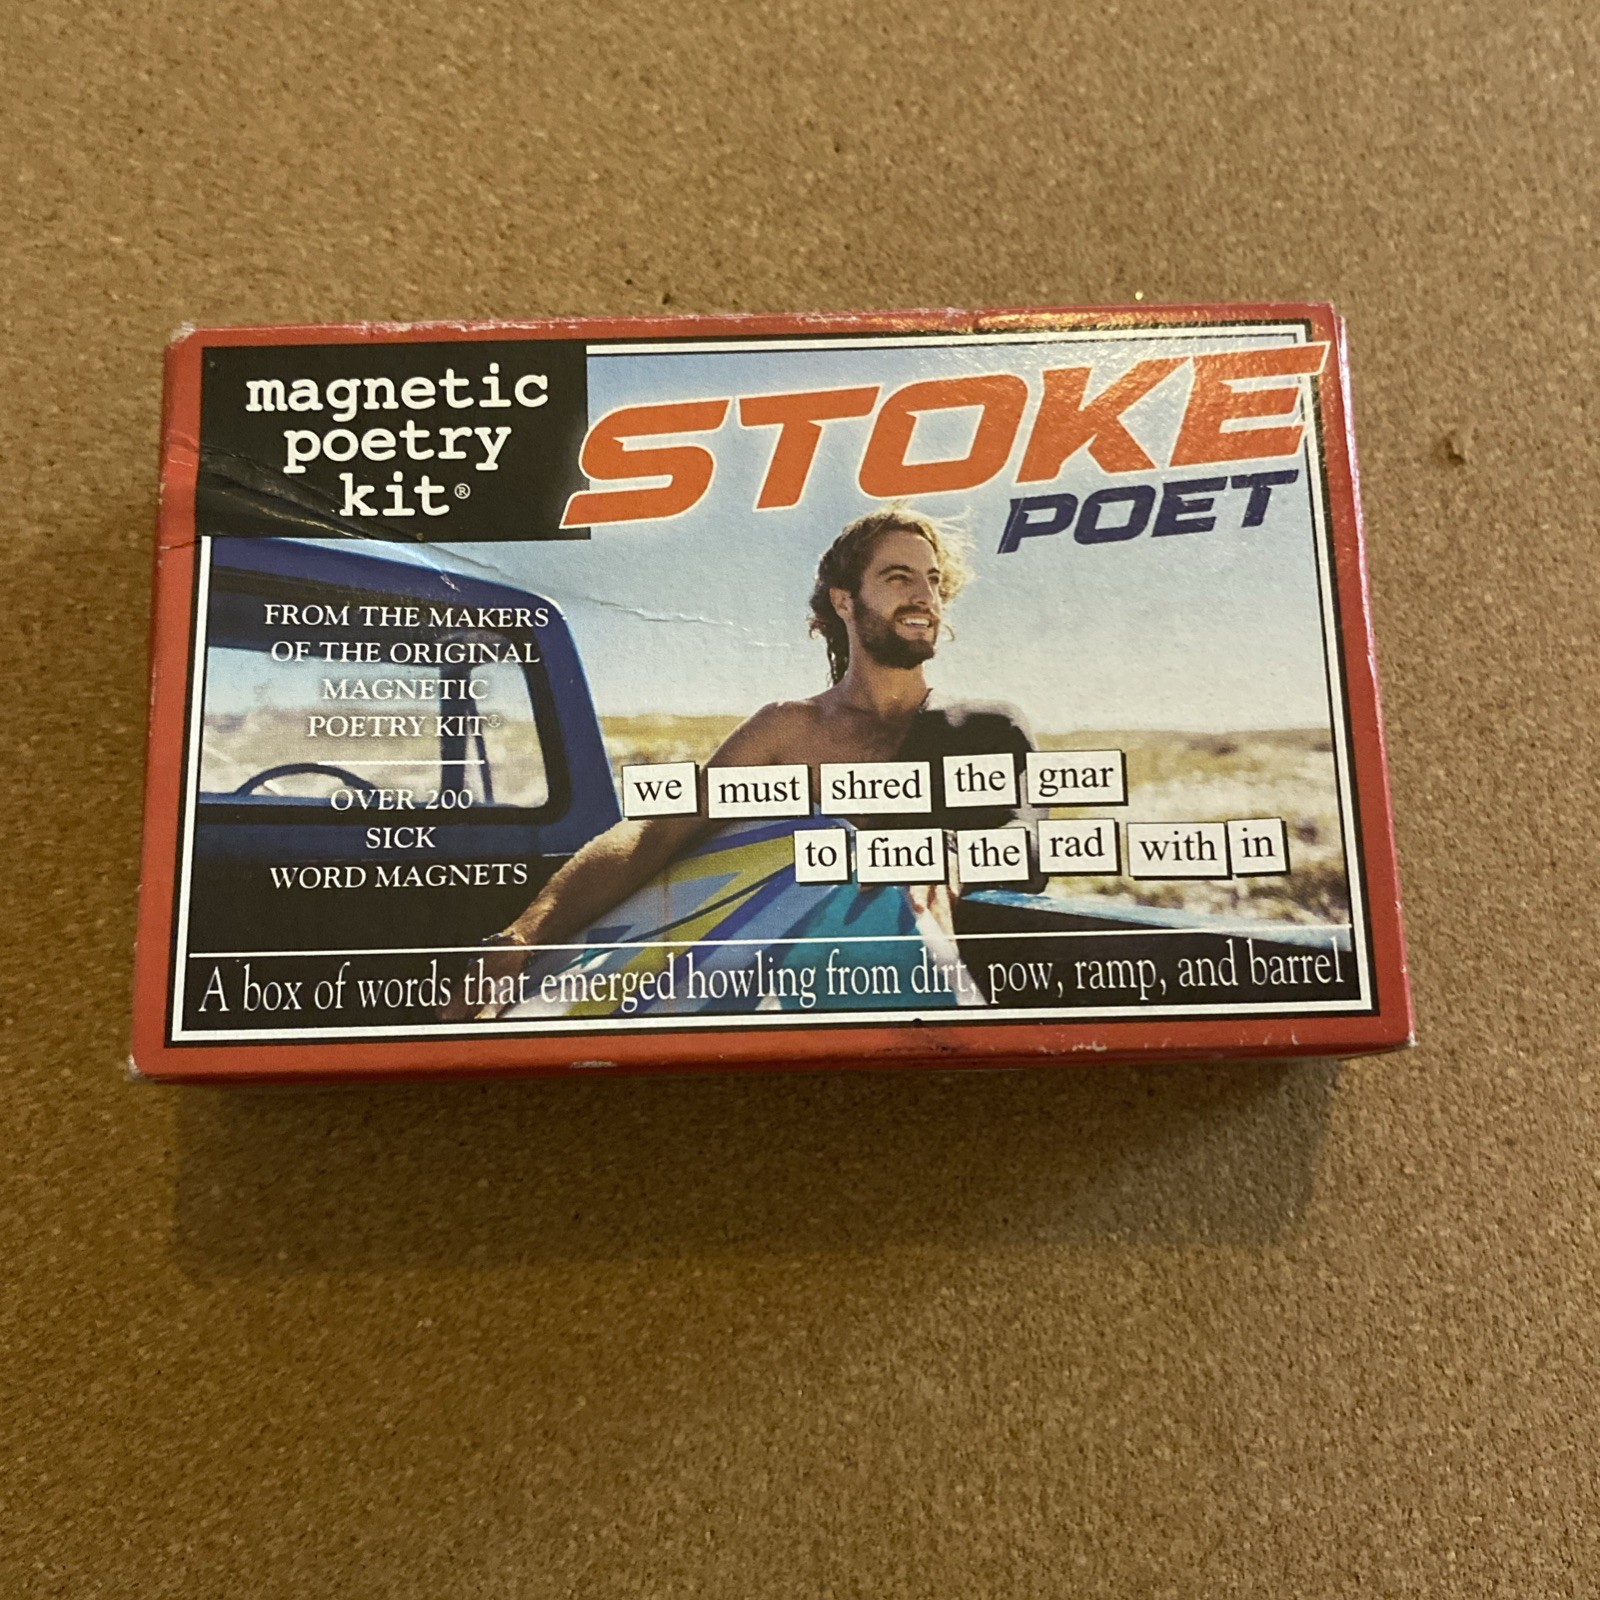 magnetic
poetry
kit®
STOKE
POET
FROM THE MAKERS
OF THE ORIGINAL
MAGNETIC
POETRY KIT®
OVER 200
SICK
WORD MAGNETS
we must shred the gnar
to find the rad with in
A box of words that emerged howling from dirt, pow, ramp, and barrel